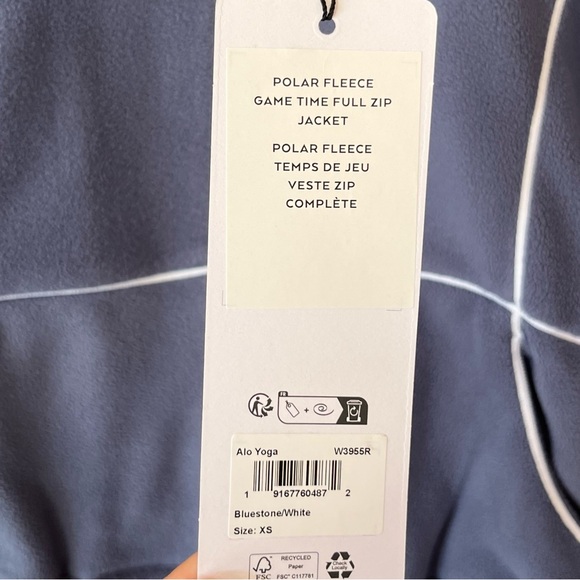 POLAR FLEECE
GAME TIME FULL ZIP
JACKET
POLAR FLEECE
TEMPS DE JEU
VESTE ZIP
COMPLÈTE
FR
+
Alo Yoga W3955R
1 9167760487 2
Bluestone/White
Size: XS
RECYCLED
Paper
FSC FSC® C117781
Check
Locally